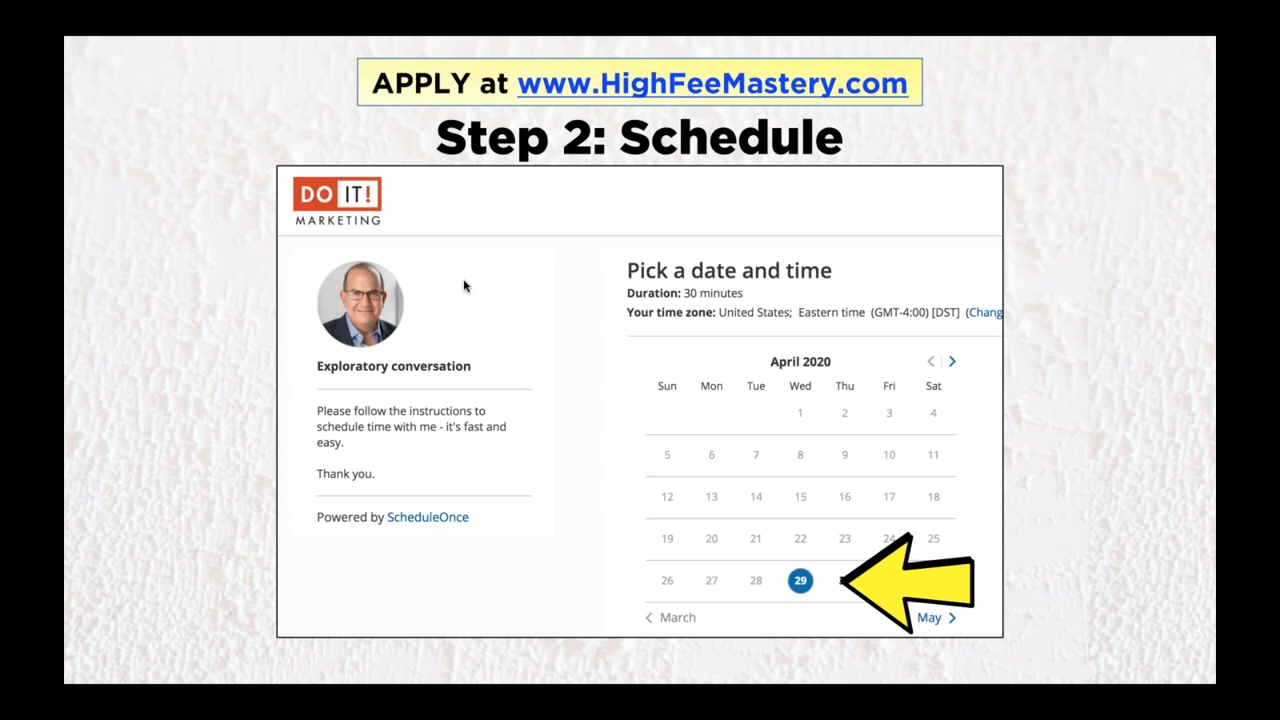 APPLY at www.HighFeeMastery.com
Step 2: Schedule
DO IT!
MARKETING
Exploratory conversation
Please follow the instructions to
schedule time with me - it's fast and
easy.
Thank you.
Powered by ScheduleOnce
Pick a date and time
Duration: 30 minutes
Your time zone: United States; Eastern time (GMT-4:00) [DST] (Chang
April 2020
Sun Mon Tue Wed Thu Fri Sat
1 2 3 4
5 6 7 8 9 10 11
12 13 14 15 16 17 18
19 20 21 22 23 24 25
26 27 28 29
March May